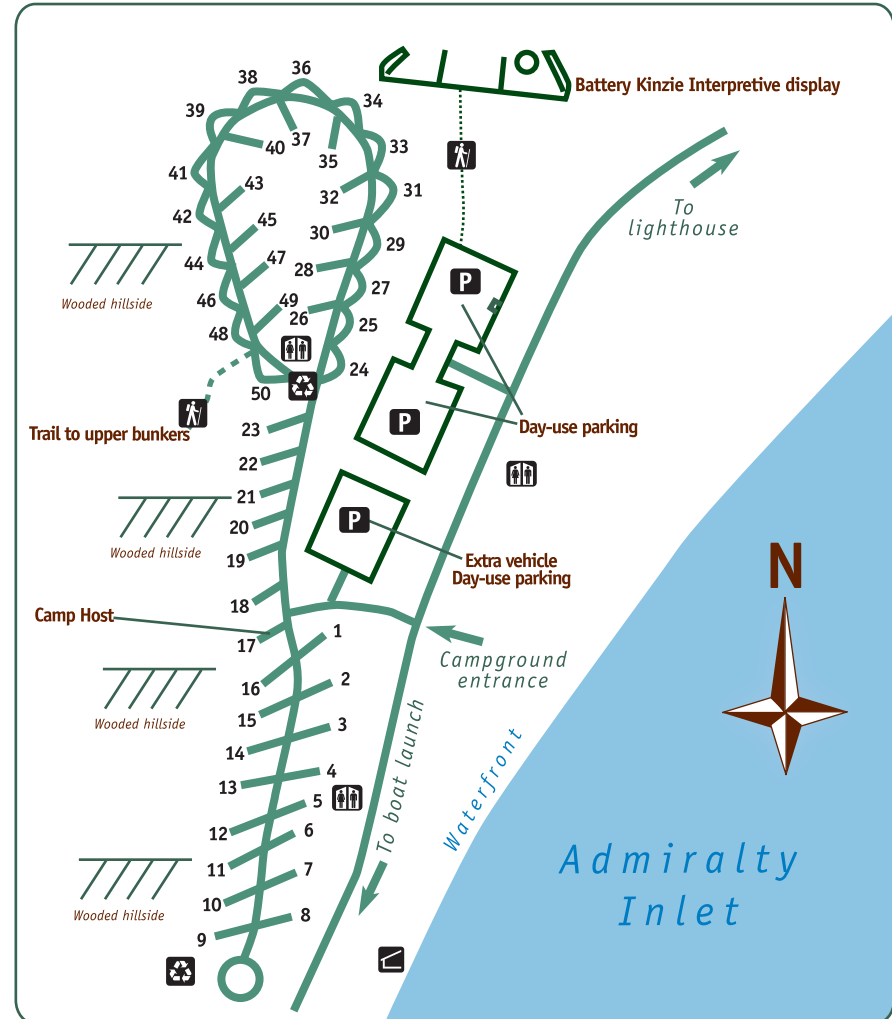 36
38
34
Battery Kinzie Interpretive display
39
37
40
35
33
41
43
32
31
To
lighthouse
42
45
30
29
44
47
28
P
27
Wooded hillside
46
49
26
25
48
24
50
Trail to upper bunkers
23
P
Day-use parking
22
21
20
P
Wooded hillside
19
Extra vehicle
Day-use parking
N
18
Camp Host
17
1
Campground
entrance
16
2
15
Wooded hillside
3
14
4
13
5
To boat launch
Waterfront
12
6
11
7
Admiralty
Inlet
10
Wooded hillside
8
9